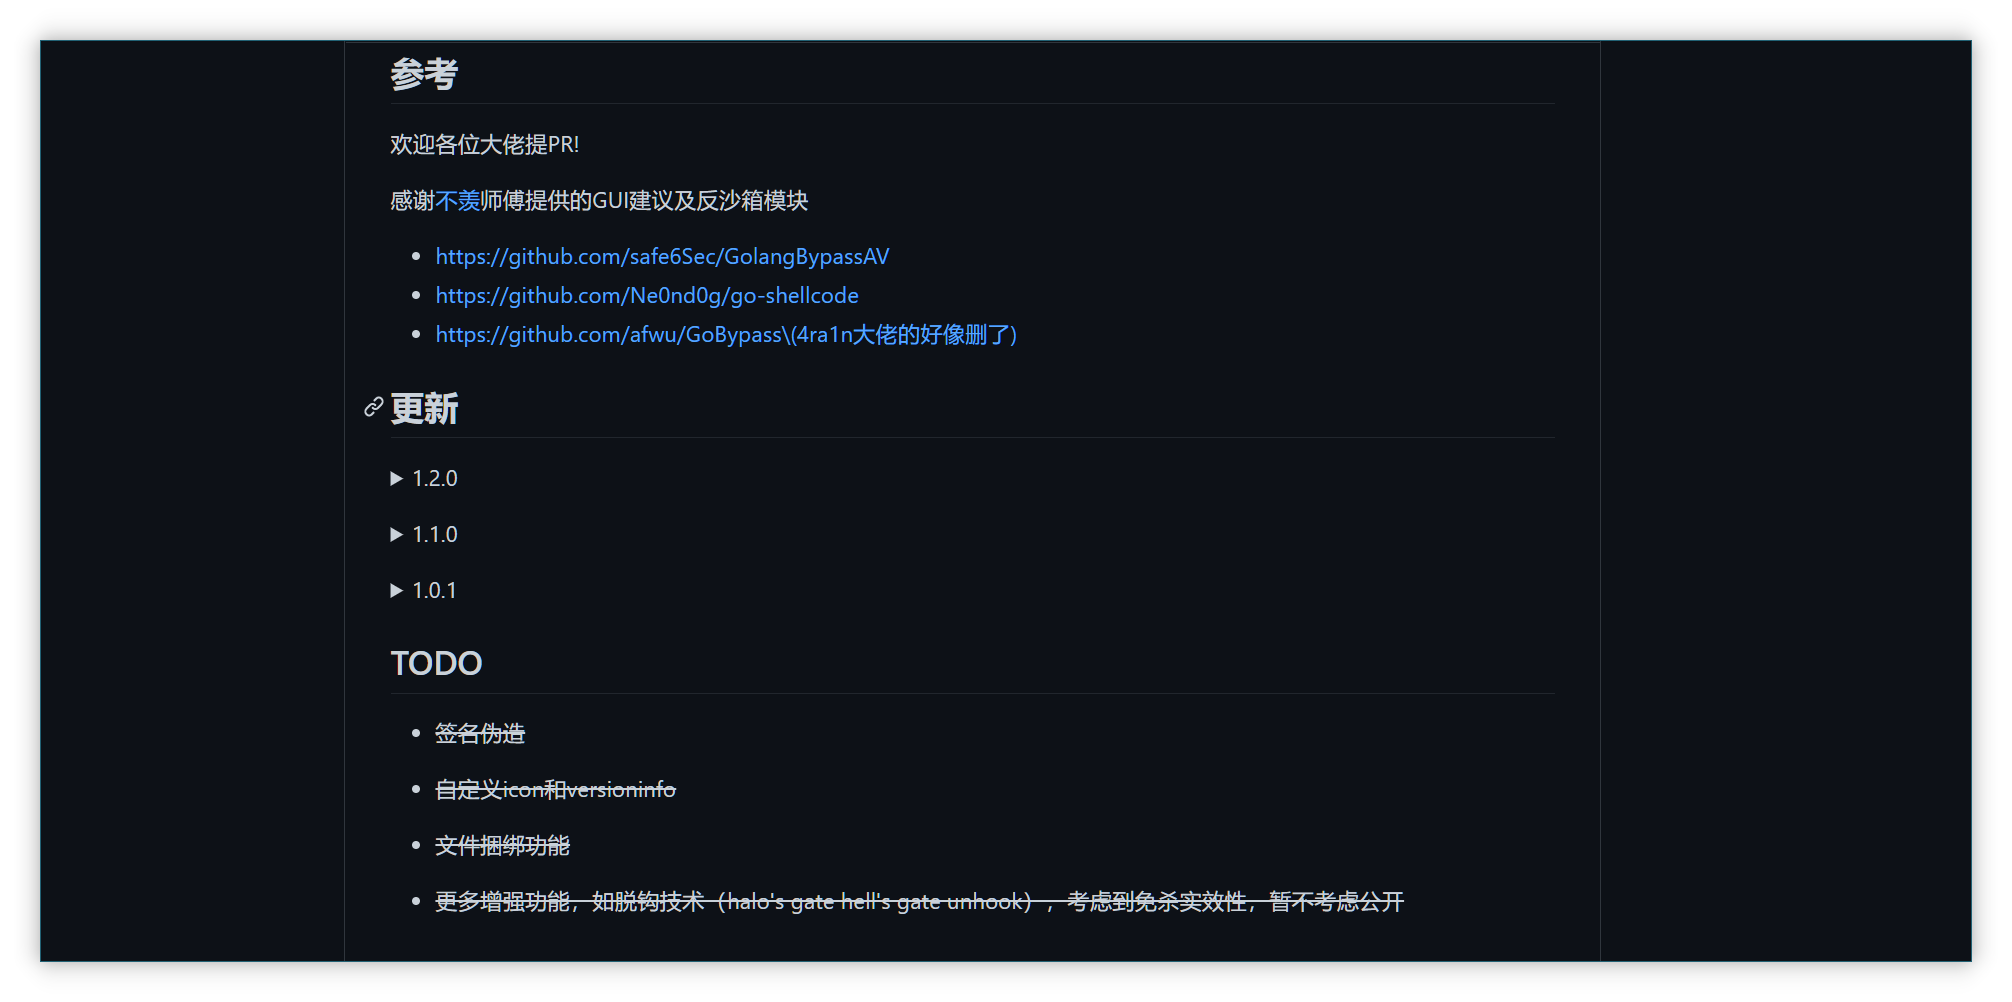 参考
欢迎各位大佬提PR!
感谢不羡师傅提供的GUI建议及反沙箱模块
https://github.com/safe6Sec/GolangBypassAV
https://github.com/Ne0nd0g/go-shellcode
https://github.com/afwu/GoBypass\(4ra1n大佬的好像删了)
更新
1.2.0
1.1.0
1.0.1
TODO
签名伪造
自定义icon和versioninfo
文件捆绑功能
更多增强功能，如脱钩技术（halo's gate hell's gate unhook），考虑到免杀实效性，暂不考虑公开